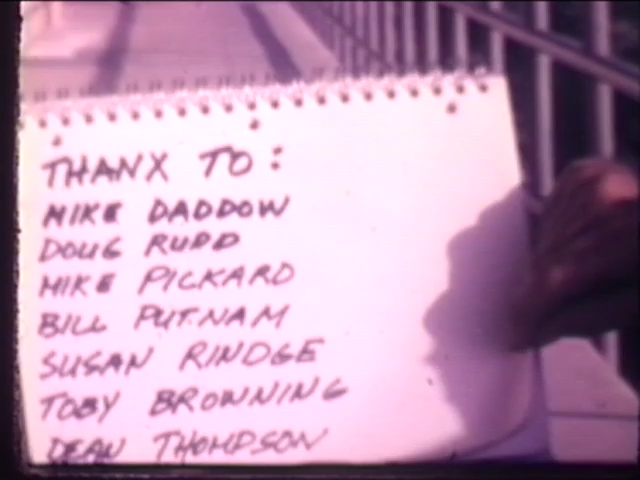 THANX TO:
MIKE DADDOW
DOUG RUDD
MIKE PICKARD
BILL PUTNAM
SUSAN RINDGE
TOBY BROWNING
DEAN THOMPSON